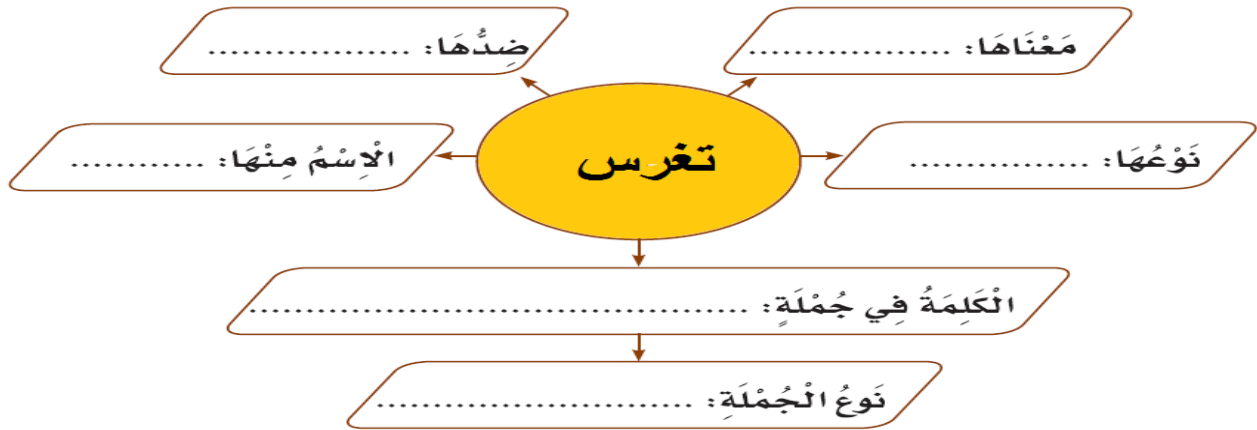 مَعْنَاهَا: ..................
ضِدُّهَا: ..................
تغرس
نَوْعُهَا: ................
الْاِسْمُ مِنْهَا: ............
الْكَلِمَةُ فِي جُمْلَةٍ: .............................................
نَوعُ الْجُمْلَةِ: ............................